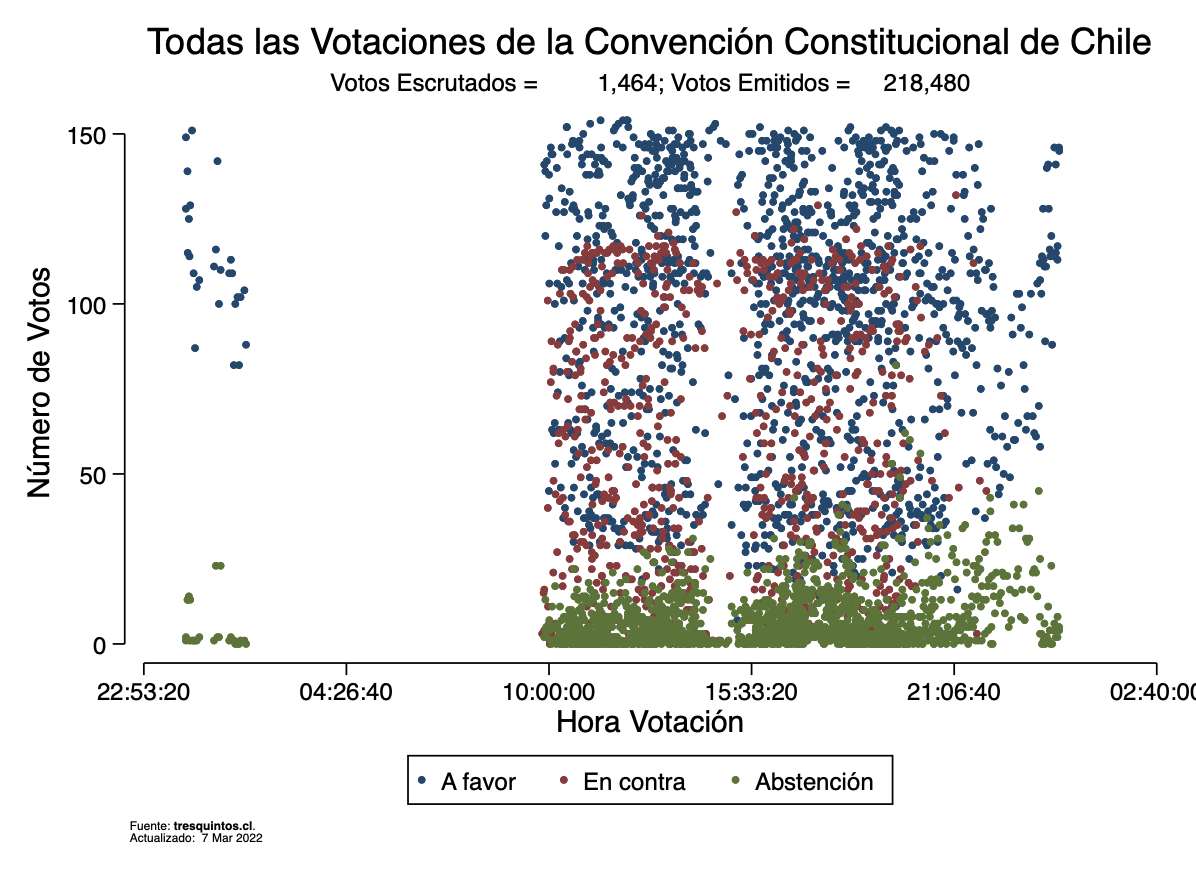 Todas las Votaciones de la Convención Constitucional de Chile
Votos Escrutados = 1,464; Votos Emitidos = 218,480
Número de Votos
150
100
50
0
22:53:20 04:26:40 10:00:00 15:33:20 21:06:40 02:40:00
Hora Votación
A favor En contra Abstención
Fuente: tresquintos.cl.
Actualizado: 7 Mar 2022